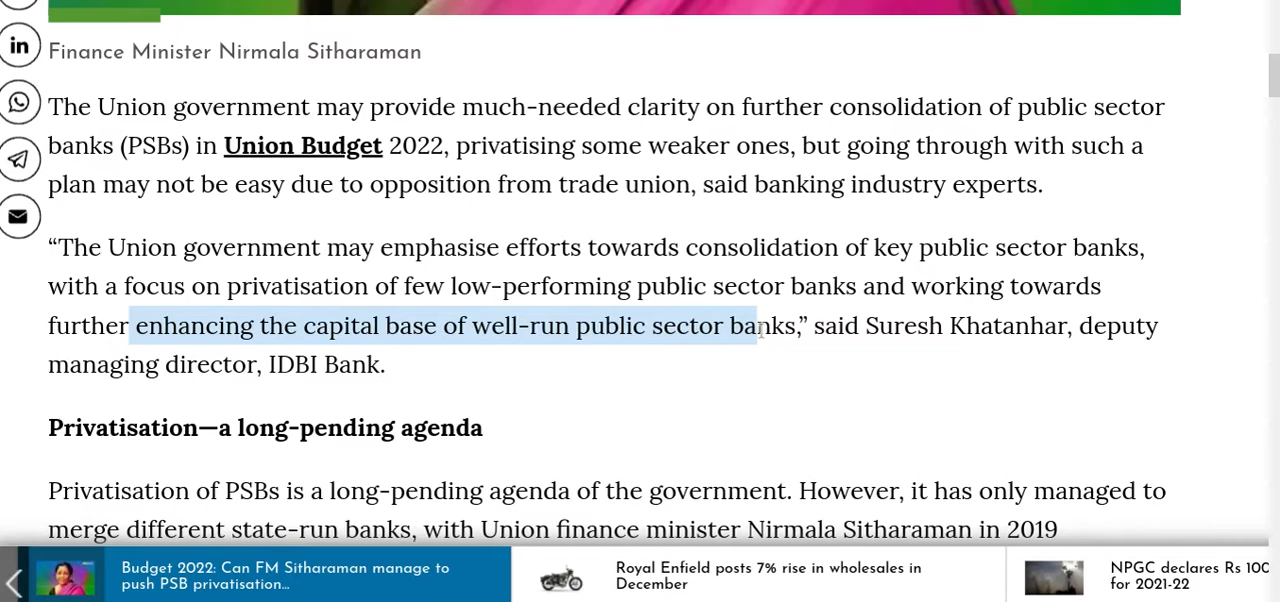 in
Finance Minister Nirmala Sitharaman
The Union government may provide much-needed clarity on further consolidation of public sector
banks (PSBs) in Union Budget 2022, privatising some weaker ones, but going through with such a
plan may not be easy due to opposition from trade union, said banking industry experts.
“The Union government may emphasise efforts towards consolidation of key public sector banks,
with a focus on privatisation of few low-performing public sector banks and working towards
further enhancing the capital base of well-run public sector banks,” said Suresh Khatanhar, deputy
managing director, IDBI Bank.
Privatisation—a long-pending agenda
Privatisation of PSBs is a long-pending agenda of the government. However, it has only managed to
merge different state-run banks, with Union finance minister Nirmala Sitharaman in 2019
Budget 2022: Can FM Sitharaman manage to
push PSB privatisation...
Royal Enfield posts 7% rise in wholesales in
December
NPGC declares Rs 100
for 2021-22